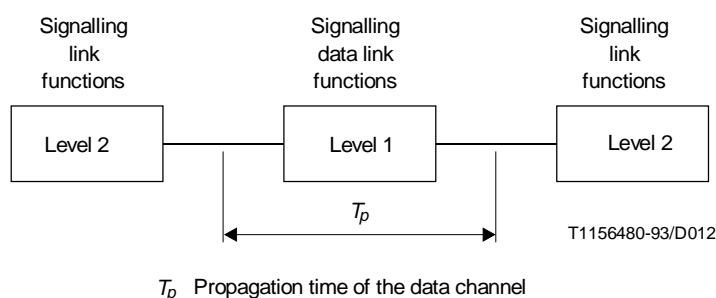 Signalling
link
functions
Signalling
data link
functions
Signalling
link
functions
Level 2
Level 1
Level 2
Tp
T1156480-93/D012
Tp Propagation time of the data channel